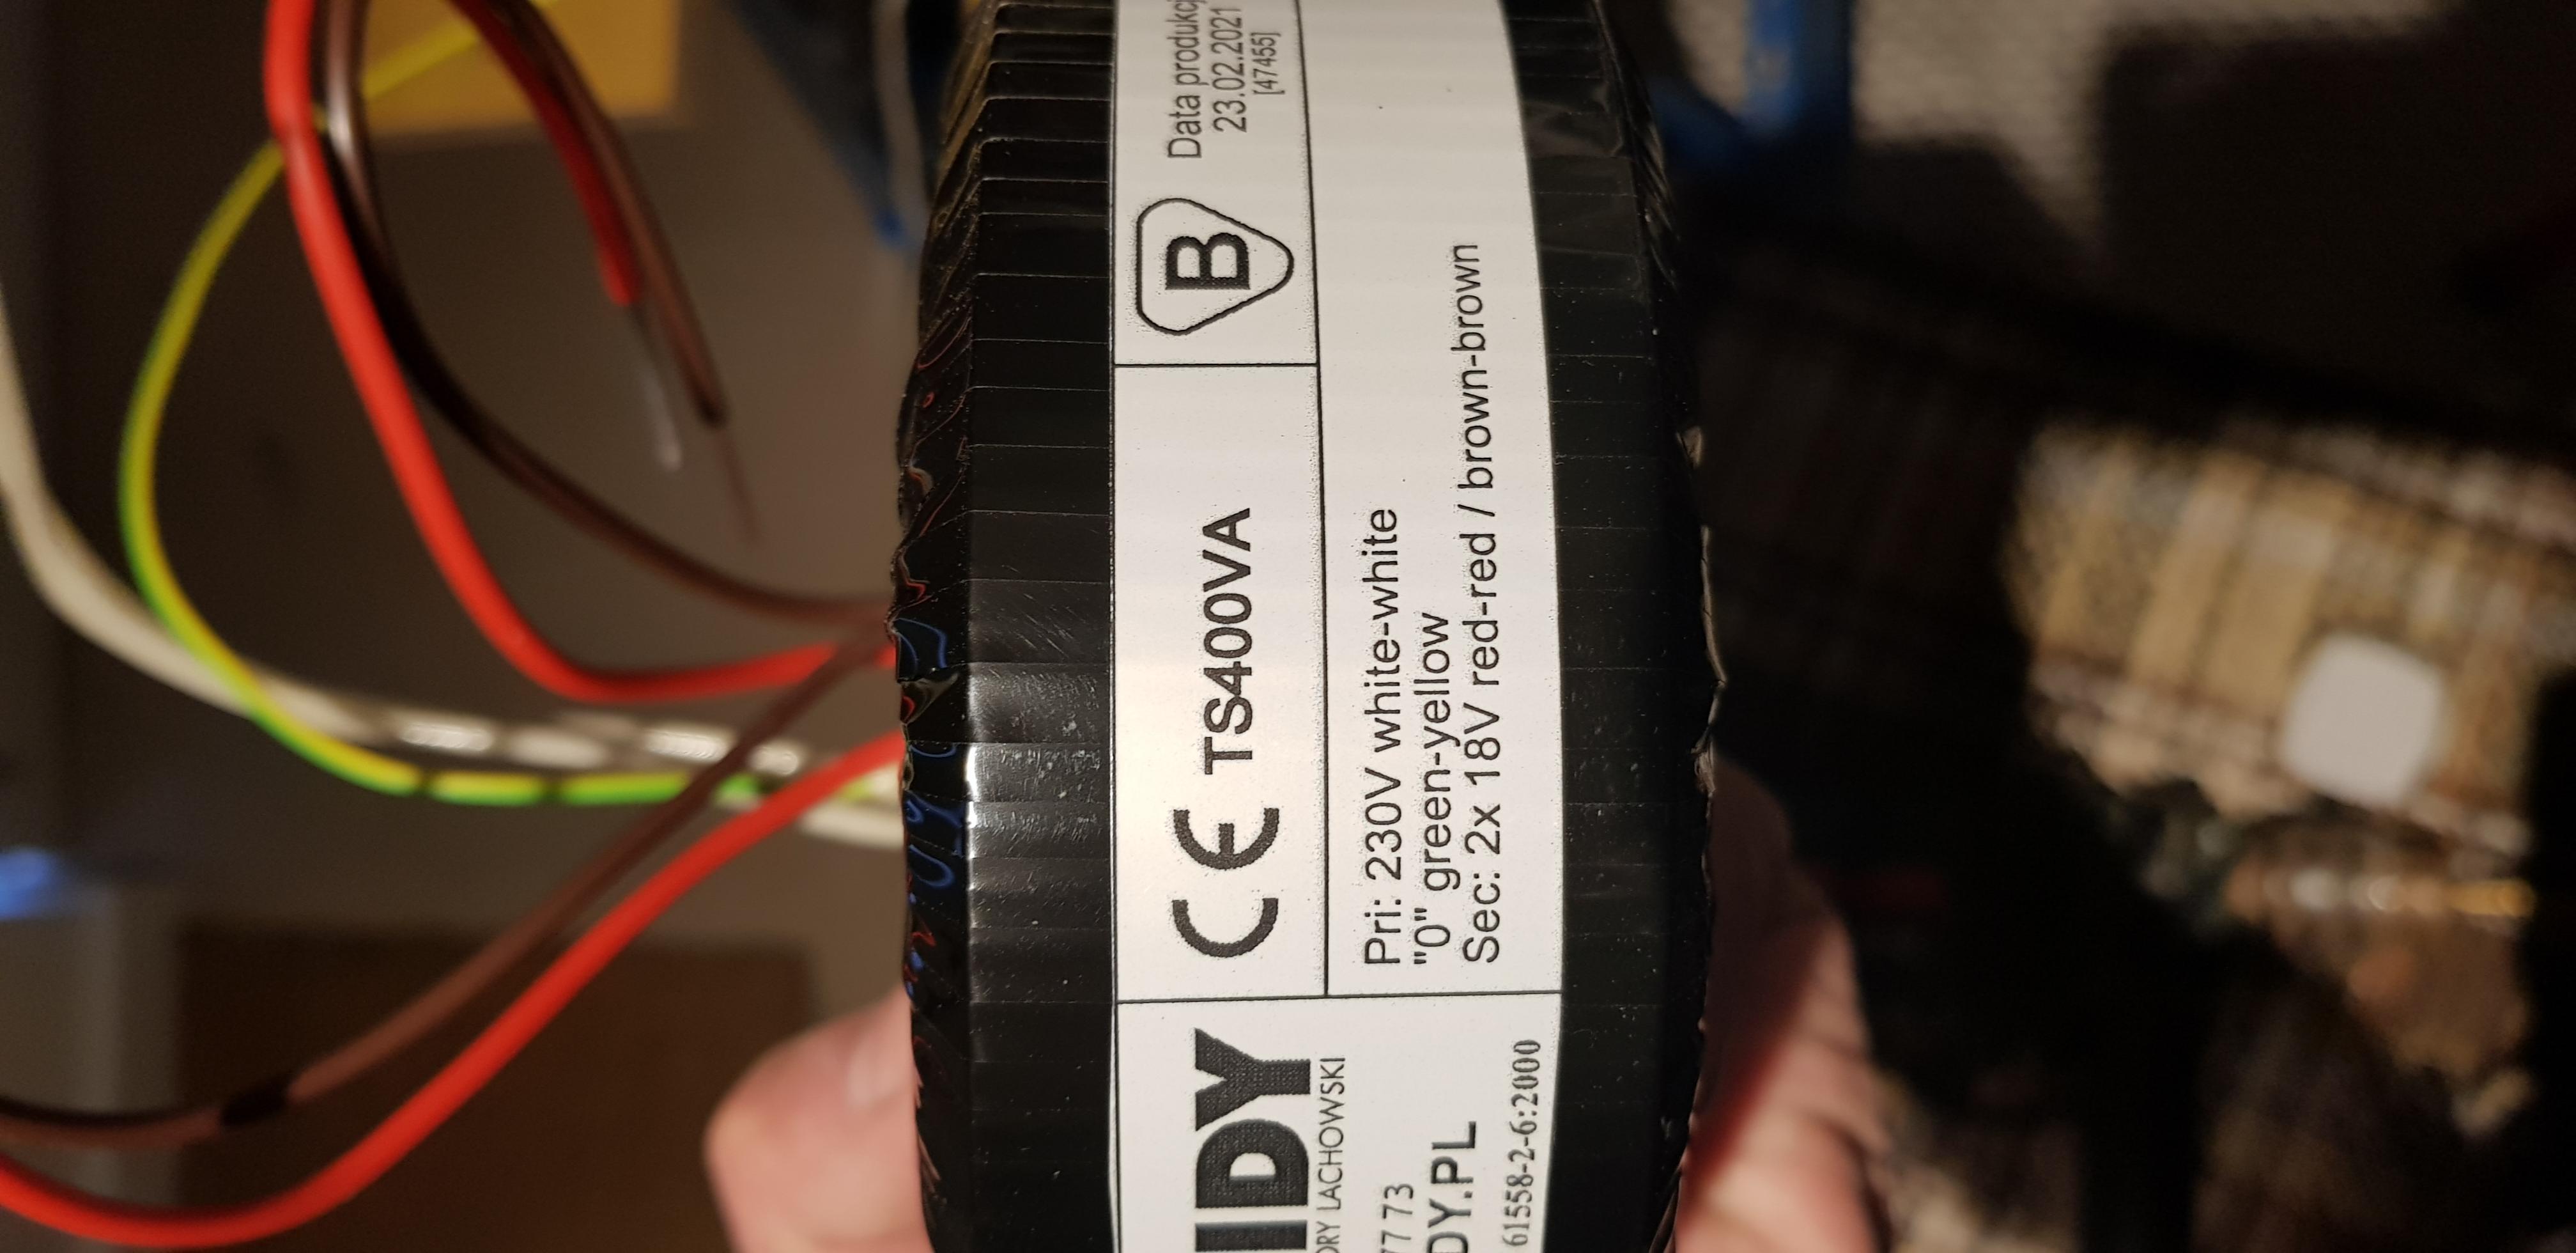 IDY
ORY LACHOWSKI
77 73
DY.PL
61558-2-6:2000
CE TS400VA
Pri: 230V white-white
"0" green-yellow
Sec: 2x 18V red-red / brown-brown
B
Data produkcj
23.02.2021
[47455]